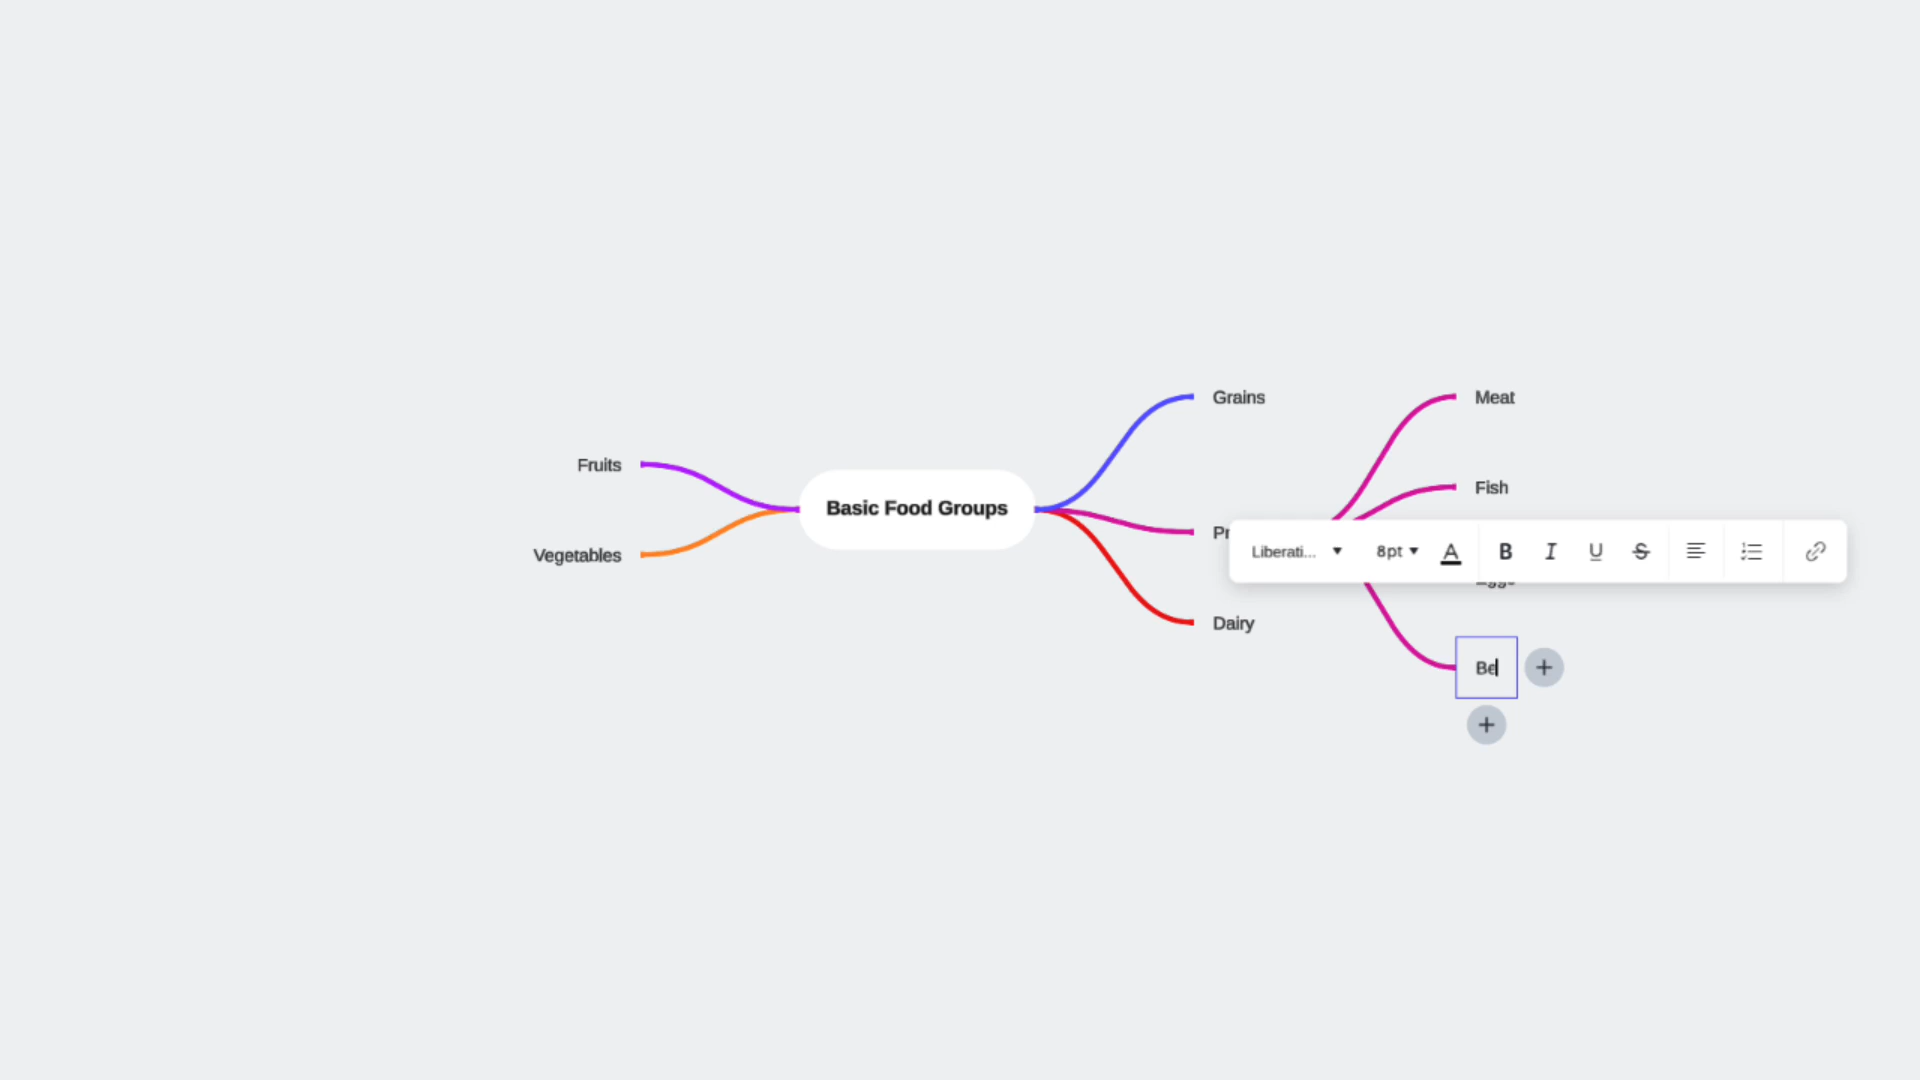 Grains
Meat
Fruits
Fish
Basic Food Groups
Liberati...
8pt
A
B
I
U
S
Vegetables
Dairy
Be